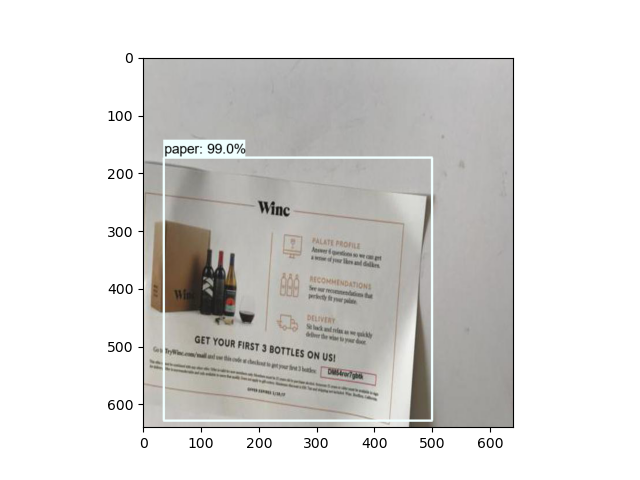 paper: 99.0%
Winc
PALATE PROFILE
Answer 6 questions so we can get
a sense of your likes and dislikes.
RECOMMENDATIONS
See our recommendations that
perfectly fit your palate.
DELIVERY
Sit back and relax as we quickly
deliver the wine to your door.
Winc
GET YOUR FIRST 3 BOTTLES ON US!
Go to TryWinc.com/mail and use this code at checkout to get your first 3 bottles:
OFFER EXPIRES
0
100
200
300
400
500
600
0 100 200 300 400 500 600